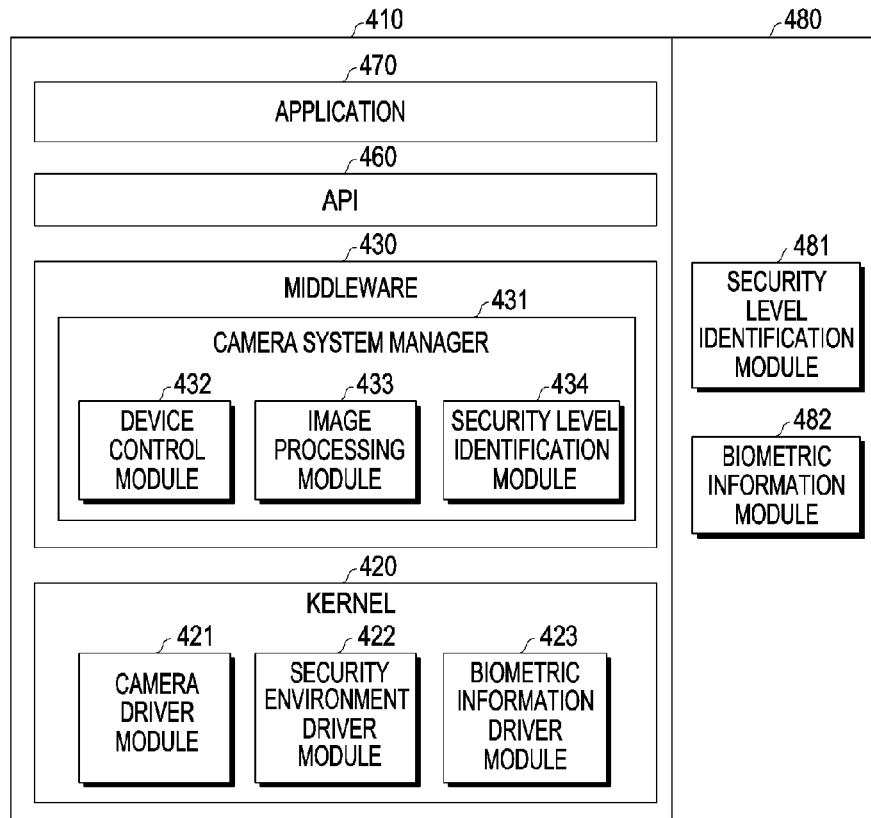 410
480
470
APPLICATION
460
API
430
MIDDLEWARE
431
CAMERA SYSTEM MANAGER
432
DEVICE
CONTROL
MODULE
433
IMAGE
PROCESSING
MODULE
434
SECURITY LEVEL
IDENTIFICATION
MODULE
420
KERNEL
421
CAMERA
DRIVER
MODULE
422
SECURITY
ENVIRONMENT
DRIVER
MODULE
423
BIOMETRIC
INFORMATION
DRIVER
MODULE
481
SECURITY
LEVEL
IDENTIFICATION
MODULE
482
BIOMETRIC
INFORMATION
MODULE